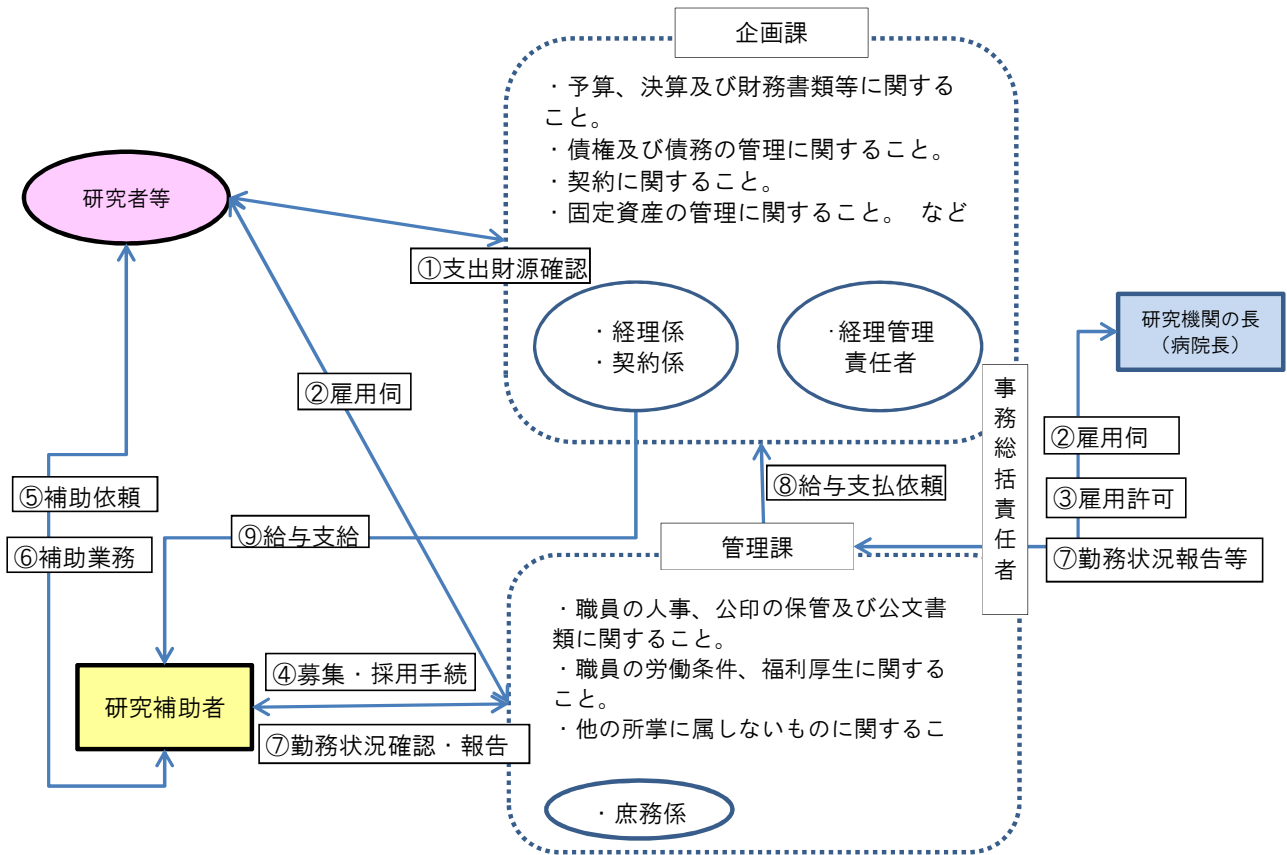 企画課
・予算、決算及び財務書類等に関する
こと。
・債権及び債務の管理に関すること。
・契約に関すること。
・固定資産の管理に関すること。 など
研究者等
①支出財源確認
・経理係
・契約係
・経理管理
責任者
研究機関の長
（病院長）
②雇用伺
事務総括責任者
②雇用伺
③雇用許可
⑦勤務状況報告等
⑤補助依頼
⑥補助業務
⑧給与支払依頼
⑨給与支給
管理課
・職員の人事、公印の保管及び公文書
類に関すること。
・職員の労働条件、福利厚生に関する
こと。
・他の所掌に属しないものに関するこ
④募集・採用手続
研究補助者
⑦勤務状況確認・報告
・庶務係